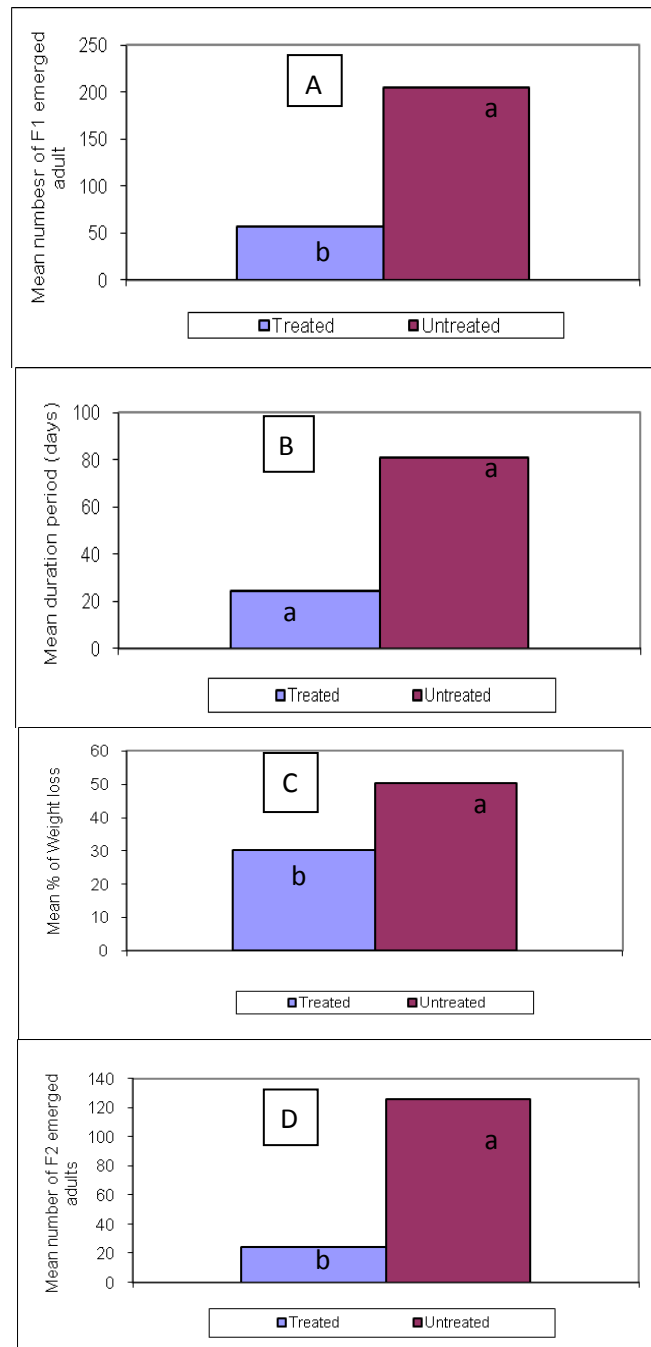 Mean numbesr of F1 emerged
adult
250
200
150
100
50
0
A
a
b
Treated
Untreated
Mean duration period (days)
100
80
60
40
20
0
B
a
a
Treated
Untreated
Mean % of Weight loss
60
50
40
30
20
10
0
C
a
b
Treated
Untreated
Mean number of F2 emerged
adults
140
120
100
80
60
40
20
0
D
a
b
Treated
Untreated